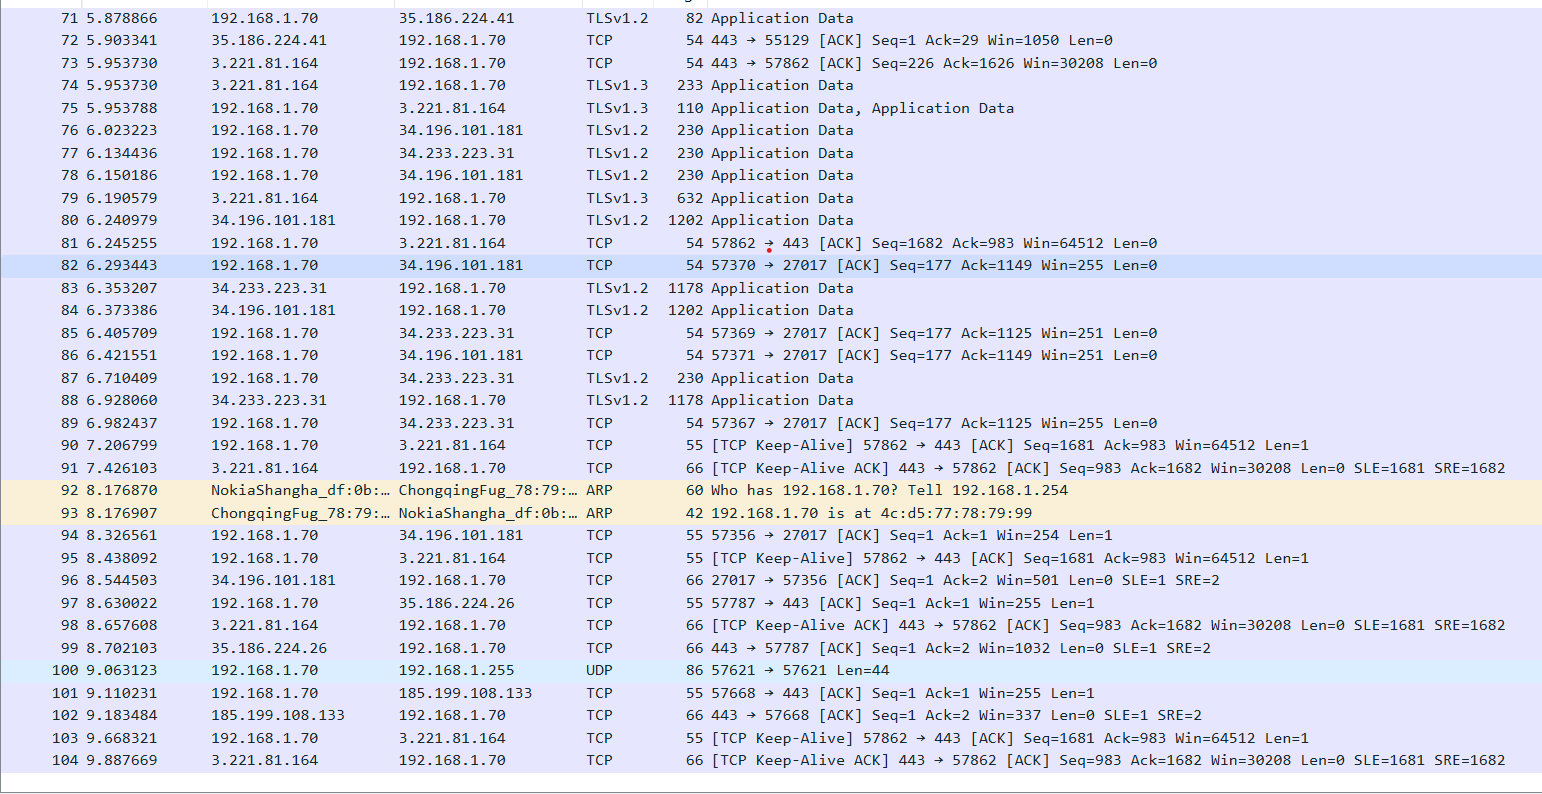 71 5.878866 192.168.1.70 35.186.224.41 TLSv1.2 82 Application Data
72 5.903341 35.186.224.41 192.168.1.70 TCP 54 443 → 55129 [ACK] Seq=1 Ack=29 Win=1050 Len=0
73 5.953730 3.221.81.164 192.168.1.70 TCP 54 443 → 57862 [ACK] Seq=226 Ack=1626 Win=30208 Len=0
74 5.953730 3.221.81.164 192.168.1.70 TLSv1.3 233 Application Data
75 5.953788 192.168.1.70 3.221.81.164 TLSv1.3 110 Application Data, Application Data
76 6.023223 192.168.1.70 34.196.101.181 TLSv1.2 230 Application Data
77 6.134436 192.168.1.70 34.233.223.31 TLSv1.2 230 Application Data
78 6.150186 192.168.1.70 34.196.101.181 TLSv1.2 230 Application Data
79 6.190579 3.221.81.164 192.168.1.70 TLSv1.3 632 Application Data
80 6.240979 34.196.101.181 192.168.1.70 TLSv1.2 1202 Application Data
81 6.245255 192.168.1.70 3.221.81.164 TCP 54 57862 → 443 [ACK] Seq=1682 Ack=983 Win=64512 Len=0
82 6.293443 192.168.1.70 34.196.101.181 TCP 54 57370 → 27017 [ACK] Seq=177 Ack=1149 Win=255 Len=0
83 6.353207 34.233.223.31 192.168.1.70 TLSv1.2 1178 Application Data
84 6.373386 34.196.101.181 192.168.1.70 TLSv1.2 1202 Application Data
85 6.405709 192.168.1.70 34.233.223.31 TCP 54 57369 → 27017 [ACK] Seq=177 Ack=1125 Win=251 Len=0
86 6.421551 192.168.1.70 34.196.101.181 TCP 54 57371 → 27017 [ACK] Seq=177 Ack=1149 Win=251 Len=0
87 6.710409 192.168.1.70 34.233.223.31 TLSv1.2 230 Application Data
88 6.928060 34.233.223.31 192.168.1.70 TLSv1.2 1178 Application Data
89 6.982437 192.168.1.70 34.233.223.31 TCP 54 57367 → 27017 [ACK] Seq=177 Ack=1125 Win=255 Len=0
90 7.206799 192.168.1.70 3.221.81.164 TCP 55 [TCP Keep-Alive] 57862 → 443 [ACK] Seq=1681 Ack=983 Win=64512 Len=1
91 7.426103 3.221.81.164 192.168.1.70 TCP 66 [TCP Keep-Alive ACK] 443 → 57862 [ACK] Seq=983 Ack=1682 Win=30208 Len=0 SLE=1681 SRE=1682
92 8.176870 NokiaShangha_df:0b:… ChongqingFug_78:79:… ARP 60 Who has 192.168.1.70? Tell 192.168.1.254
93 8.176907 ChongqingFug_78:79:… NokiaShangha_df:0b:… ARP 42 192.168.1.70 is at 4c:d5:77:78:79:99
94 8.326561 192.168.1.70 34.196.101.181 TCP 55 57356 → 27017 [ACK] Seq=1 Ack=1 Win=254 Len=1
95 8.438092 192.168.1.70 3.221.81.164 TCP 55 [TCP Keep-Alive] 57862 → 443 [ACK] Seq=1681 Ack=983 Win=64512 Len=1
96 8.544503 34.196.101.181 192.168.1.70 TCP 66 27017 → 57356 [ACK] Seq=1 Ack=2 Win=501 Len=0 SLE=1 SRE=2
97 8.630022 192.168.1.70 35.186.224.26 TCP 55 57787 → 443 [ACK] Seq=1 Ack=1 Win=255 Len=1
98 8.657608 3.221.81.164 192.168.1.70 TCP 66 [TCP Keep-Alive ACK] 443 → 57862 [ACK] Seq=983 Ack=1682 Win=30208 Len=0 SLE=1681 SRE=1682
99 8.702103 35.186.224.26 192.168.1.70 TCP 66 443 → 57787 [ACK] Seq=1 Ack=2 Win=1032 Len=0 SLE=1 SRE=2
100 9.063123 192.168.1.70 192.168.1.255 UDP 86 57621 → 57621 Len=44
101 9.110231 192.168.1.70 185.199.108.133 TCP 55 57668 → 443 [ACK] Seq=1 Ack=1 Win=255 Len=1
102 9.183484 185.199.108.133 192.168.1.70 TCP 66 443 → 57668 [ACK] Seq=1 Ack=2 Win=337 Len=0 SLE=1 SRE=2
103 9.668321 192.168.1.70 3.221.81.164 TCP 55 [TCP Keep-Alive] 57862 → 443 [ACK] Seq=1681 Ack=983 Win=64512 Len=1
104 9.887669 3.221.81.164 192.168.1.70 TCP 66 [TCP Keep-Alive ACK] 443 → 57862 [ACK] Seq=983 Ack=1682 Win=30208 Len=0 SLE=1681 SRE=1682